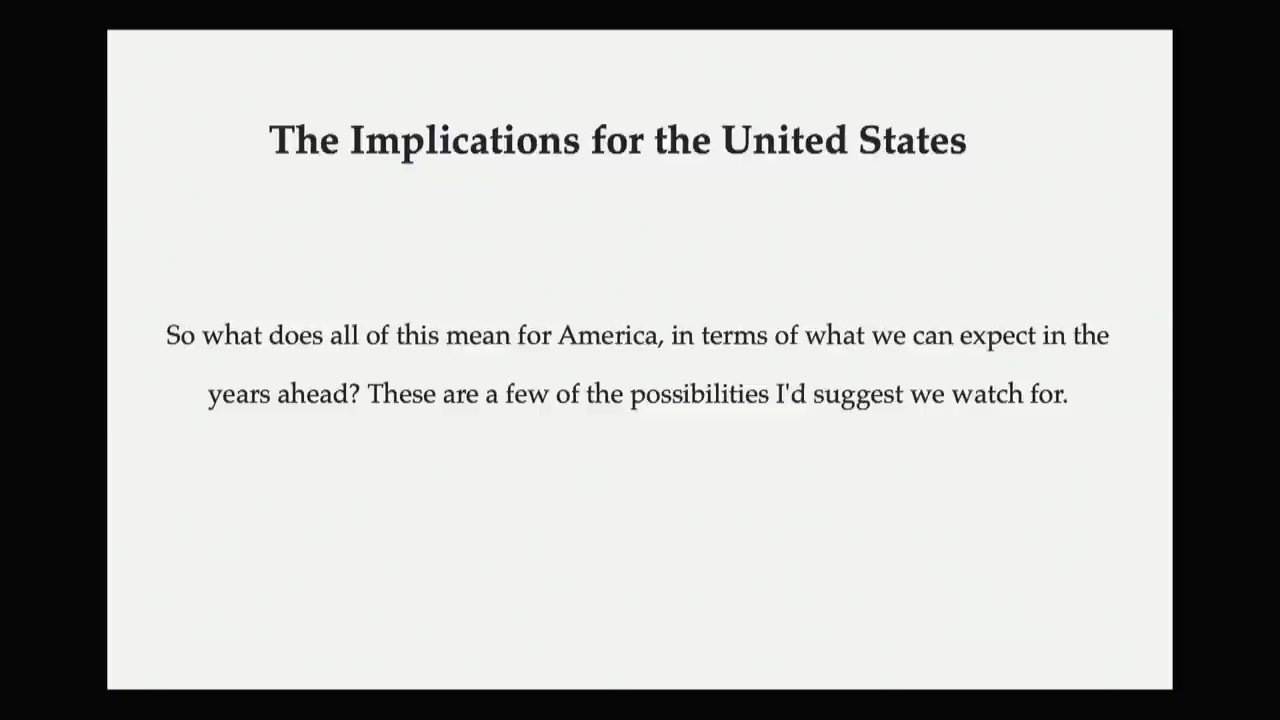 The Implications for the United States
So what does all of this mean for America, in terms of what we can expect in the
years ahead? These are a few of the possibilities I'd suggest we watch for.